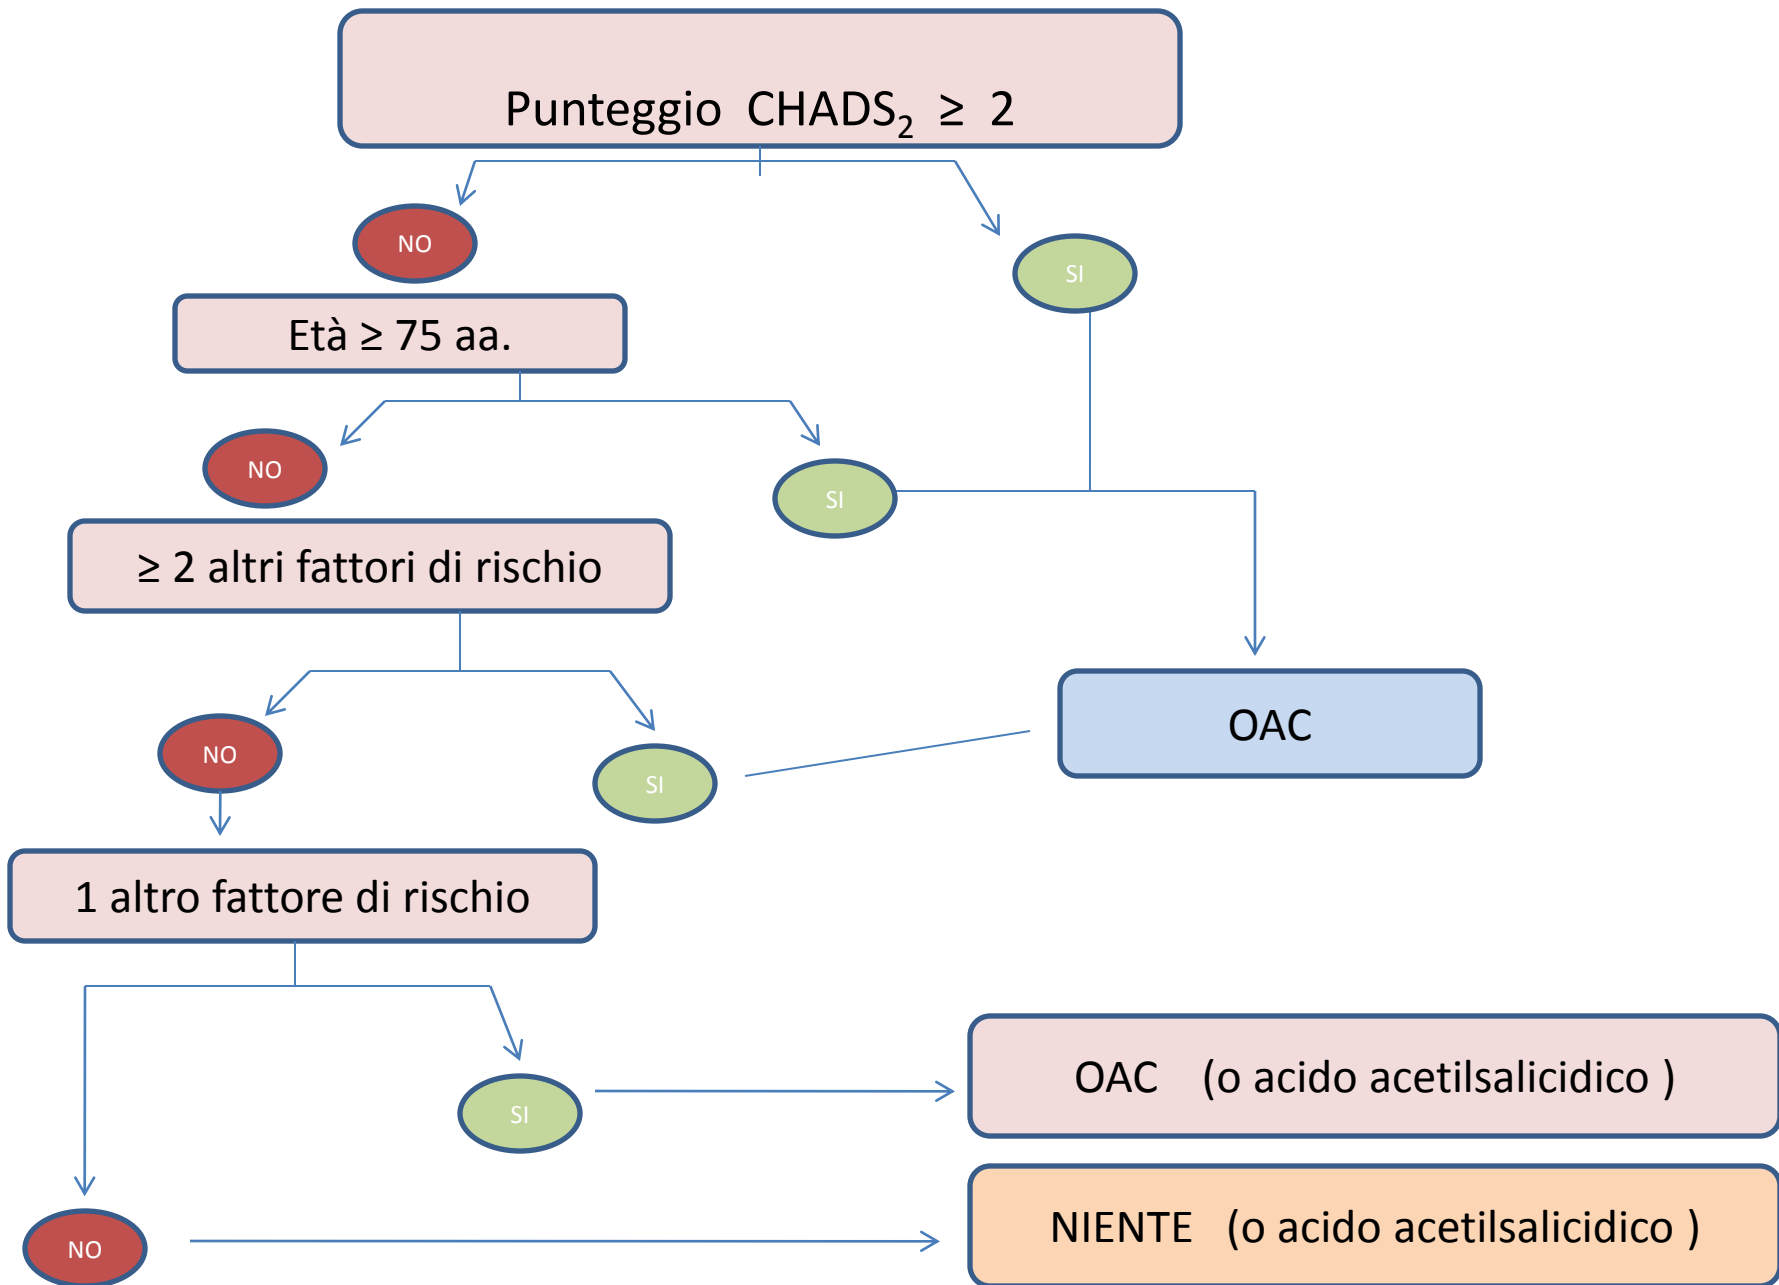 Punteggio CHADS₂ ≥ 2
NO
SI
Età ≥ 75 aa.
NO
SI
≥ 2 altri fattori di rischio
OAC
NO
SI
1 altro fattore di rischio
OAC (o acido acetilsalicidico )
SI
NIENTE (o acido acetilsalicidico )
NO